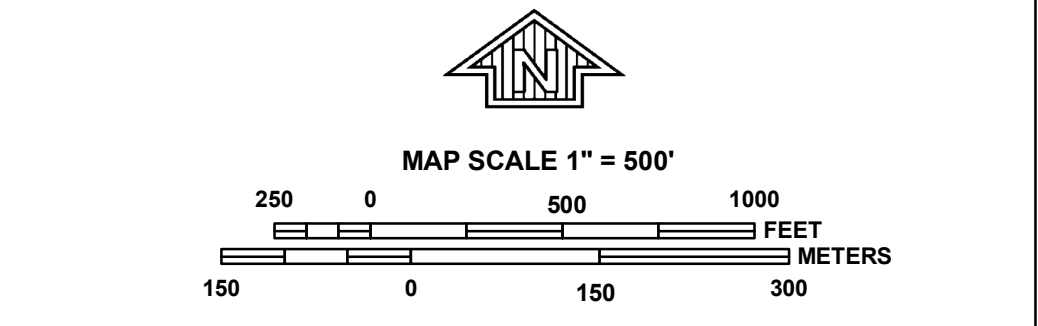 N
MAP SCALE 1" = 500'
250 0 500 1000
FEET
METERS
150 0 150 300